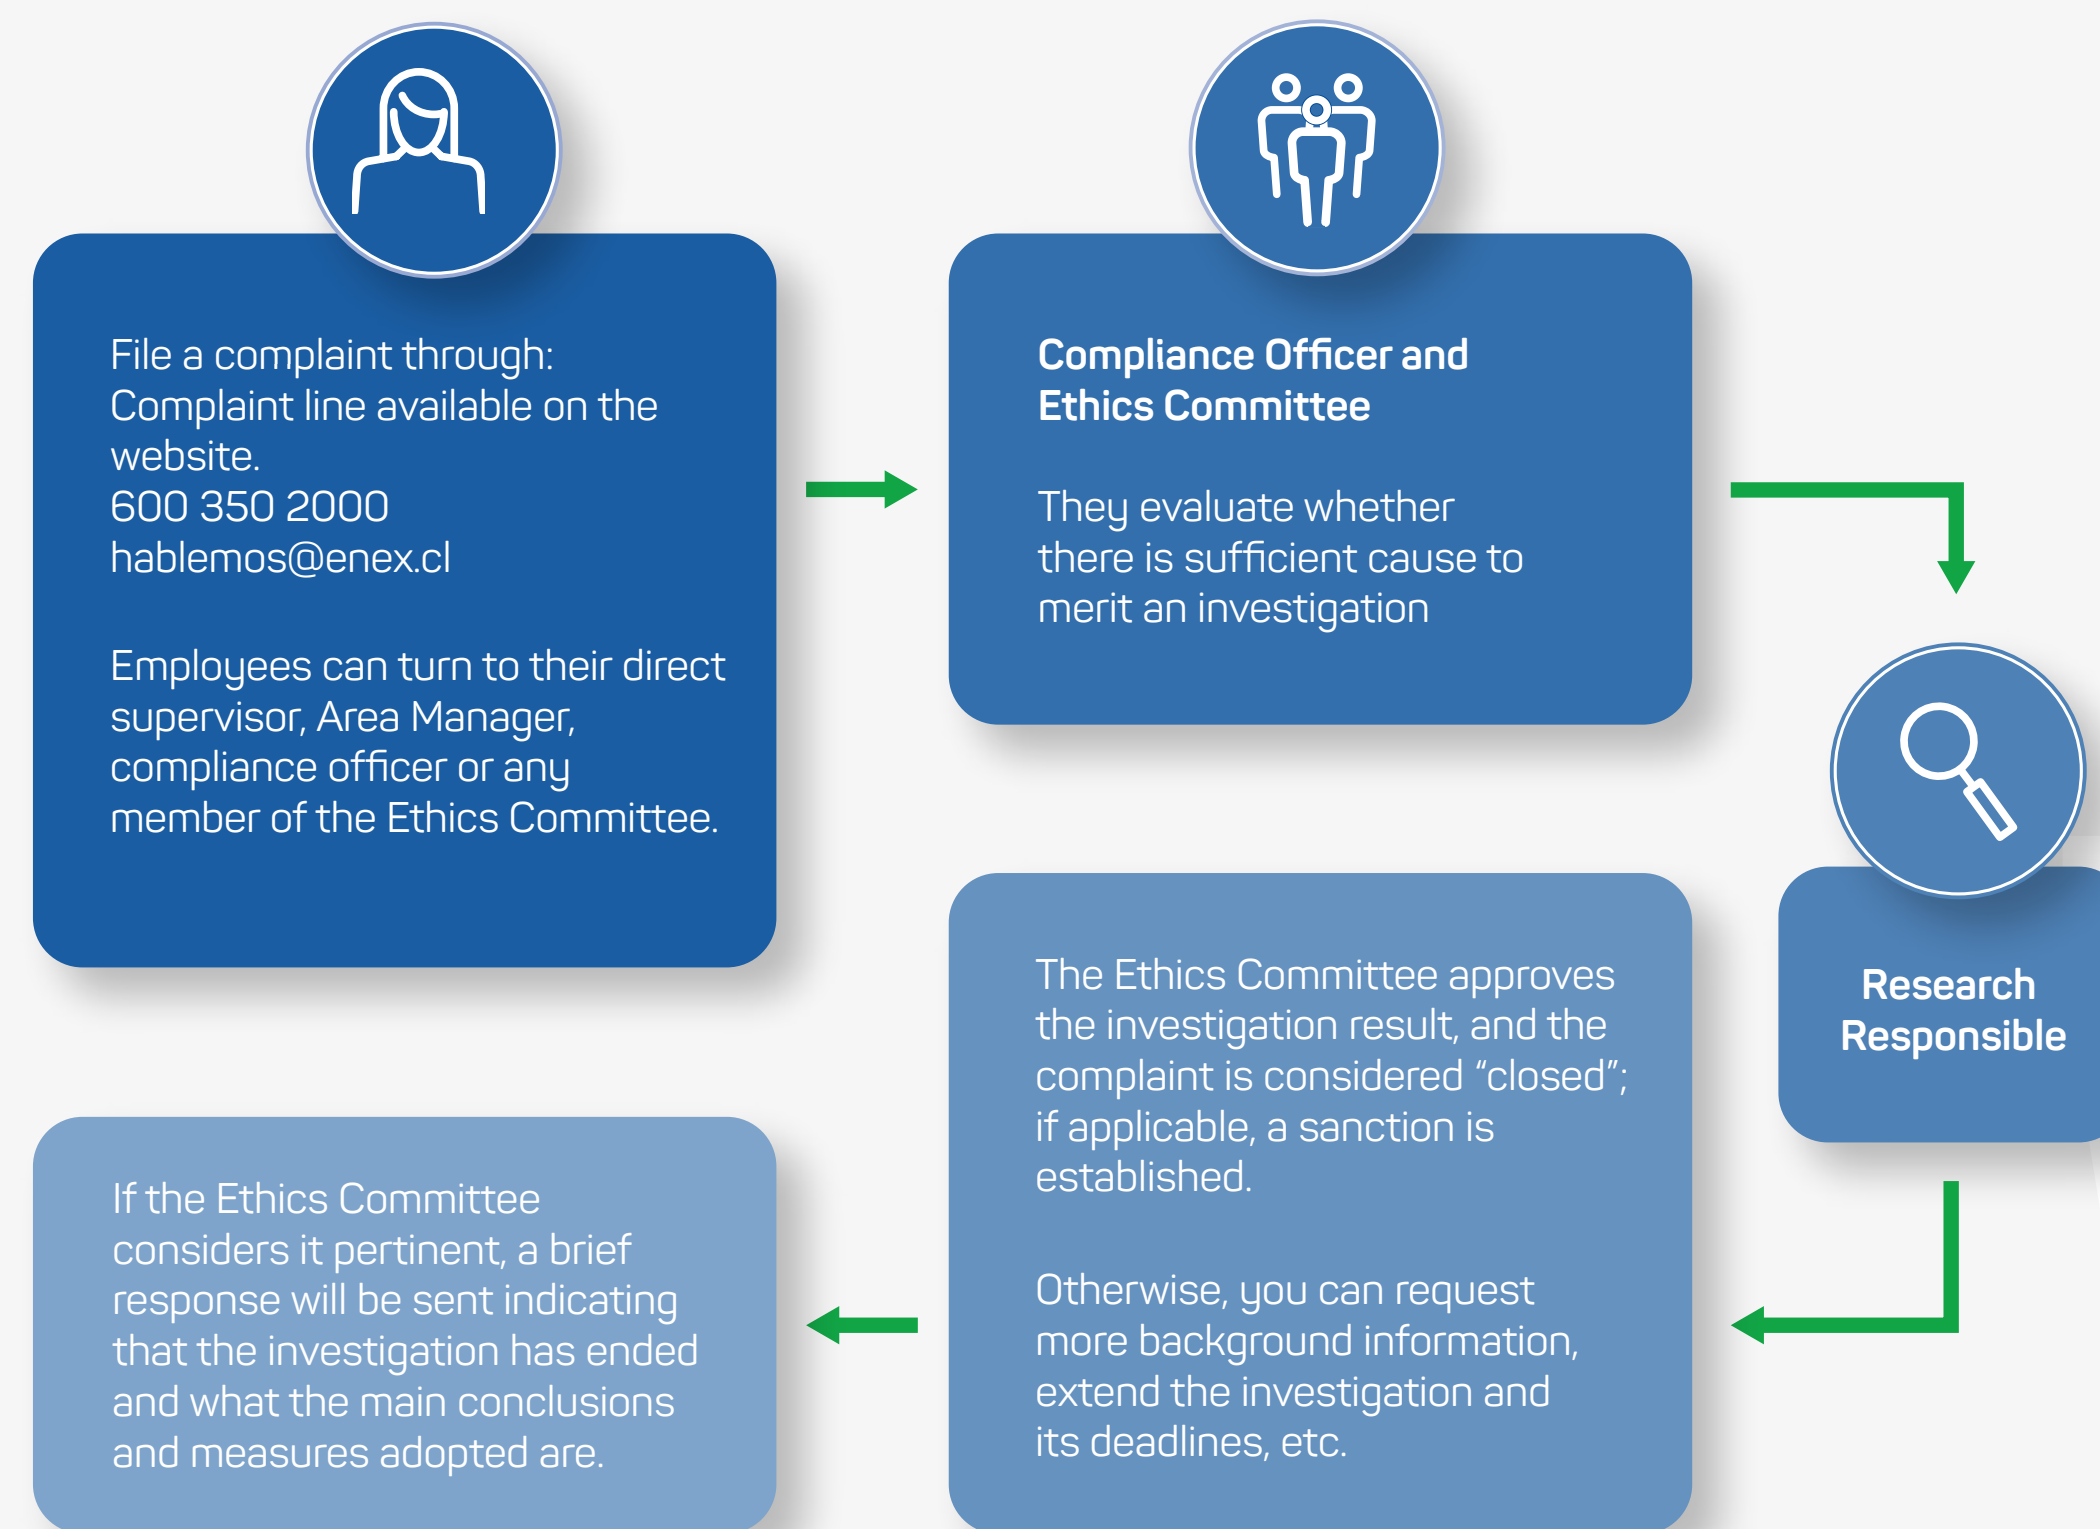 File a complaint through:
Complaint line available on the
website.
600 350 2000
hablemos@enex.cl
Employees can turn to their direct
supervisor, Area Manager,
compliance officer or any
member of the Ethics Committee.
Compliance Officer and
Ethics Committee
They evaluate whether
there is sufficient cause to
merit an investigation
Research
Responsible
The Ethics Committee approves
the investigation result, and the
complaint is considered “closed”;
if applicable, a sanction is
established.
Otherwise, you can request
more background information,
extend the investigation and
its deadlines, etc.
If the Ethics Committee
considers it pertinent, a brief
response will be sent indicating
that the investigation has ended
and what the main conclusions
and measures adopted are.